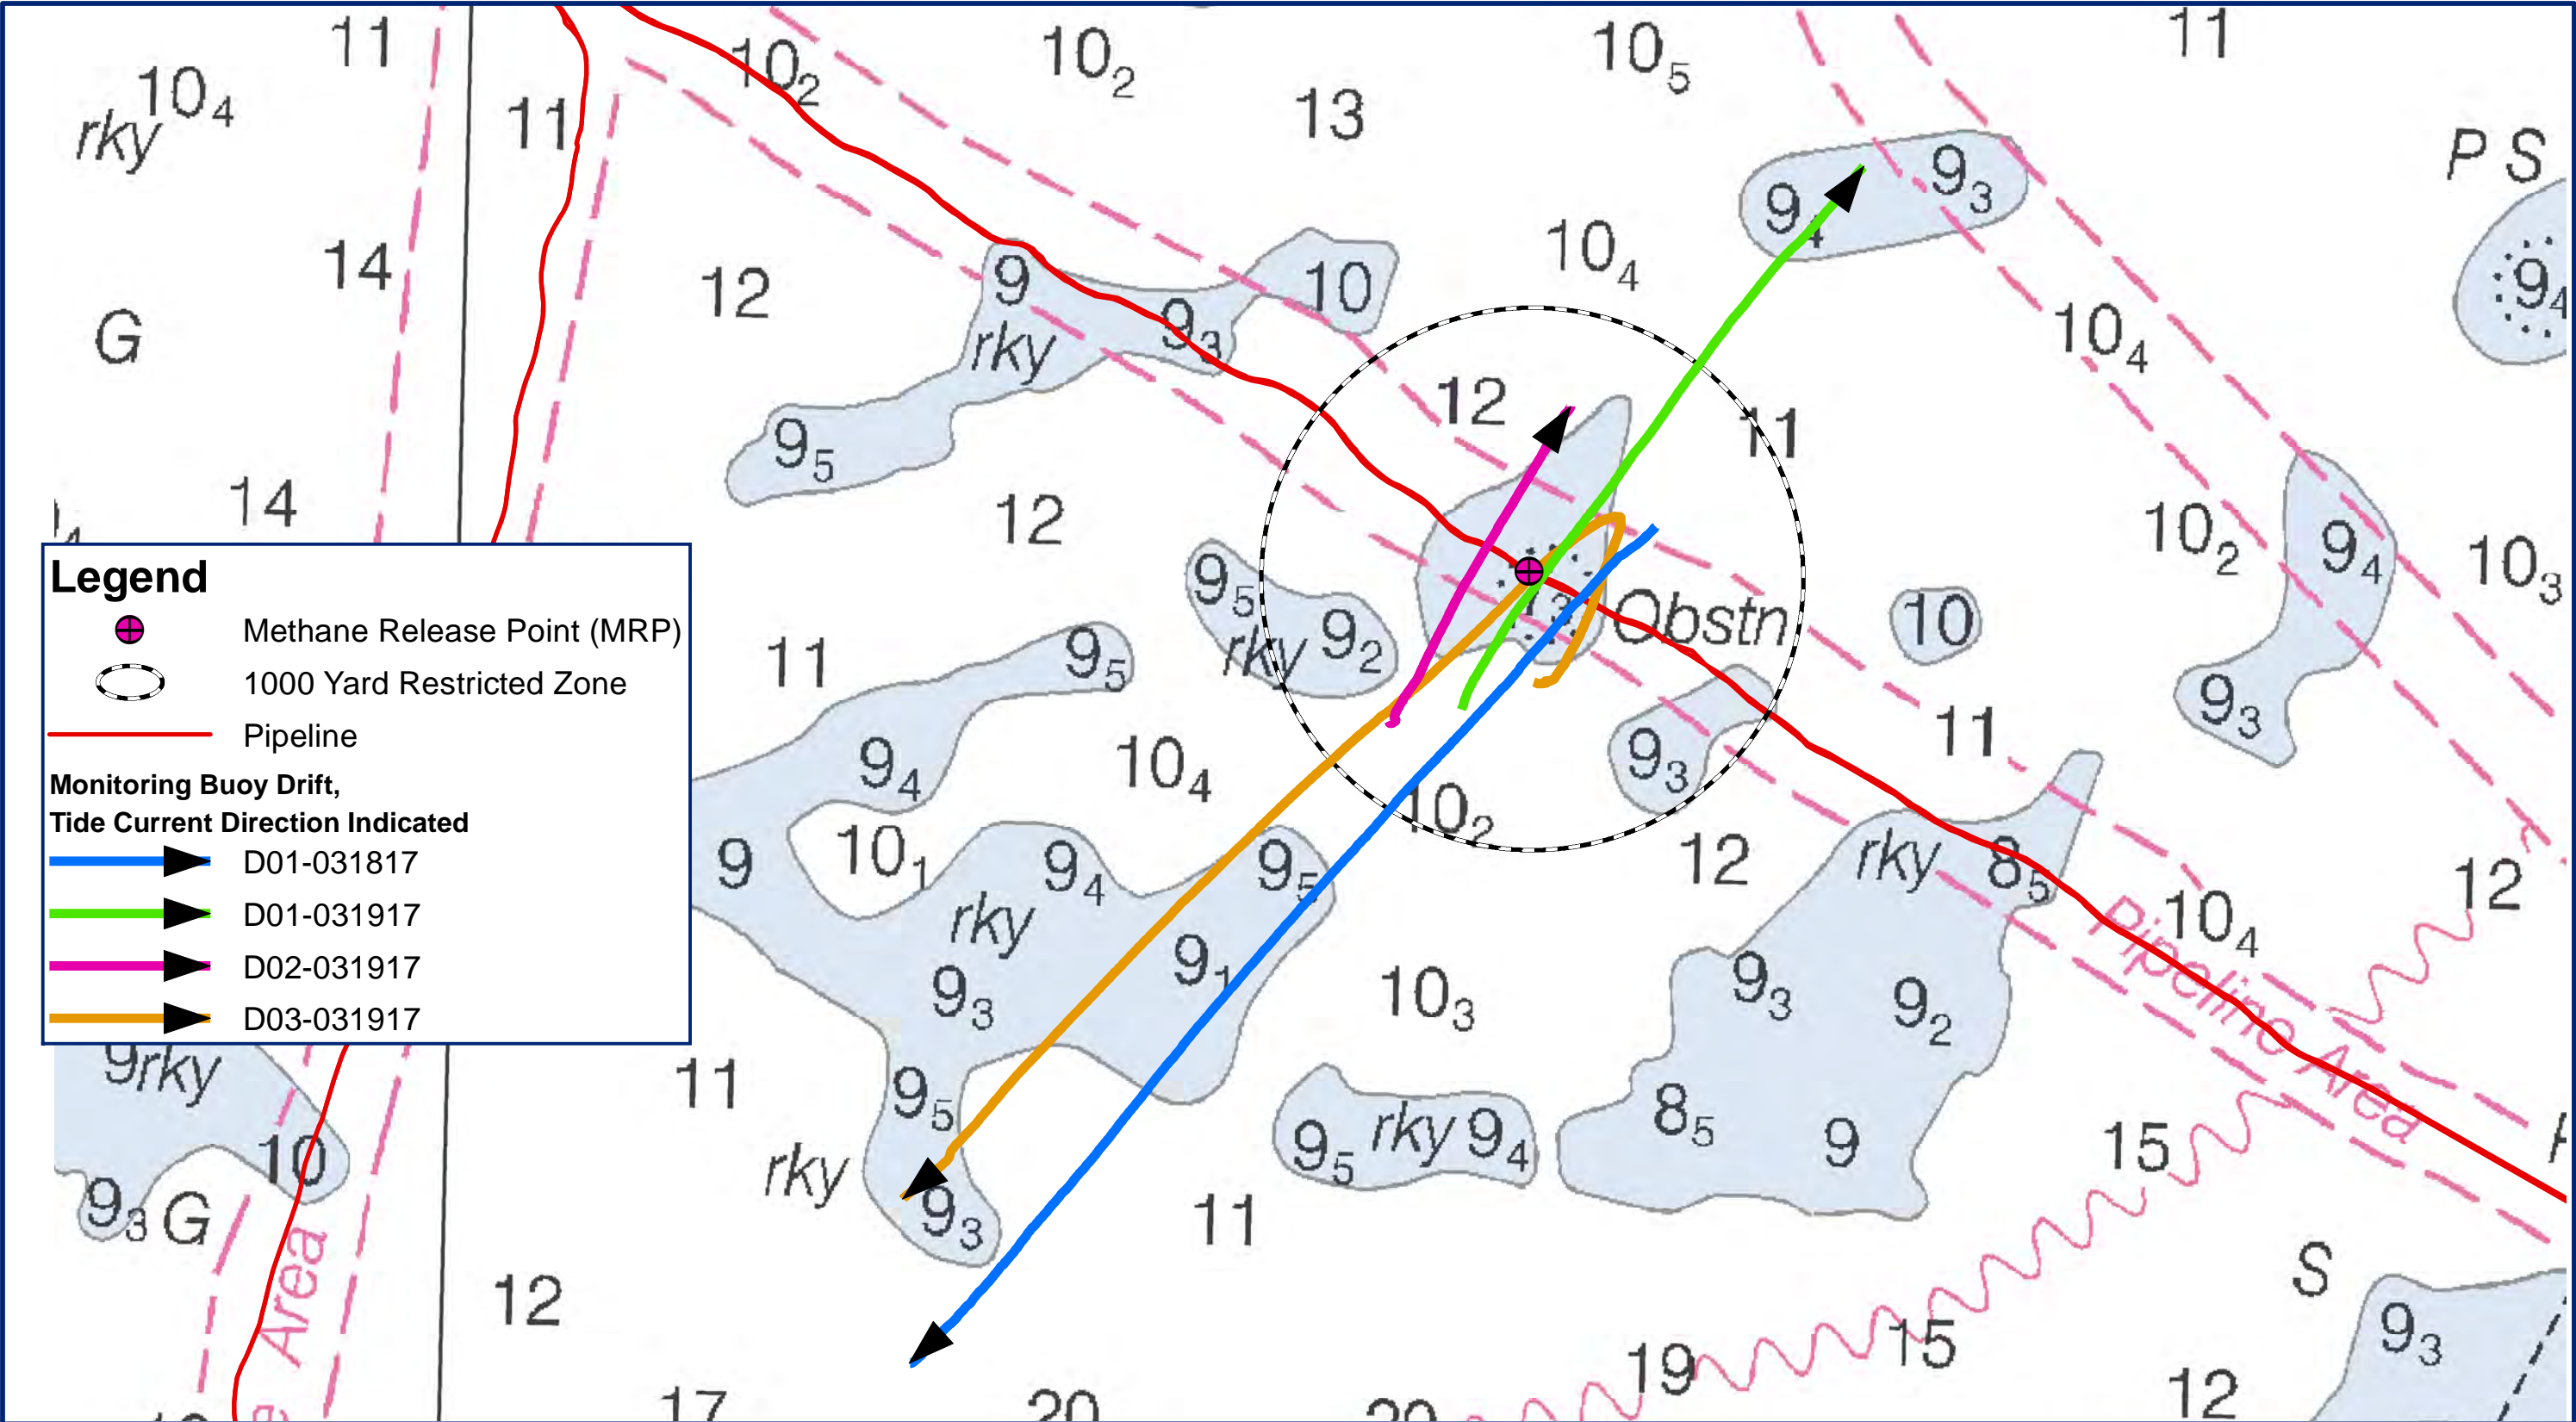 11
10₂
10₂
10₅
11
rky 10₄
11
13
P S
9₃
9₄
14
12
9
10
10₄
9₄
G
rky
9₃
10₄
9₅
12
11
14
12
10₂
9₄
10₃
Legend
Methane Release Point (MRP)
1000 Yard Restricted Zone
Pipeline
Monitoring Buoy Drift,
Tide Current Direction Indicated
D01-031817
D01-031917
D02-031917
D03-031917
9₅
rky 9₂
Obstn
10
11
9₅
9₃
11
9₄
10₄
9₃
10₂
9
10₁
9₄
9₅
12
rky 8₅
12
rky
9₁
10₄
9₃
10₃
9₃
9₂
Pipeline Area
9rky
11
9₅
8₅
9
15
10
rky
9₅
rky 9₄
9₃ G
9₃
11
Area
12
S
9₃
19
15
12
17
20
20